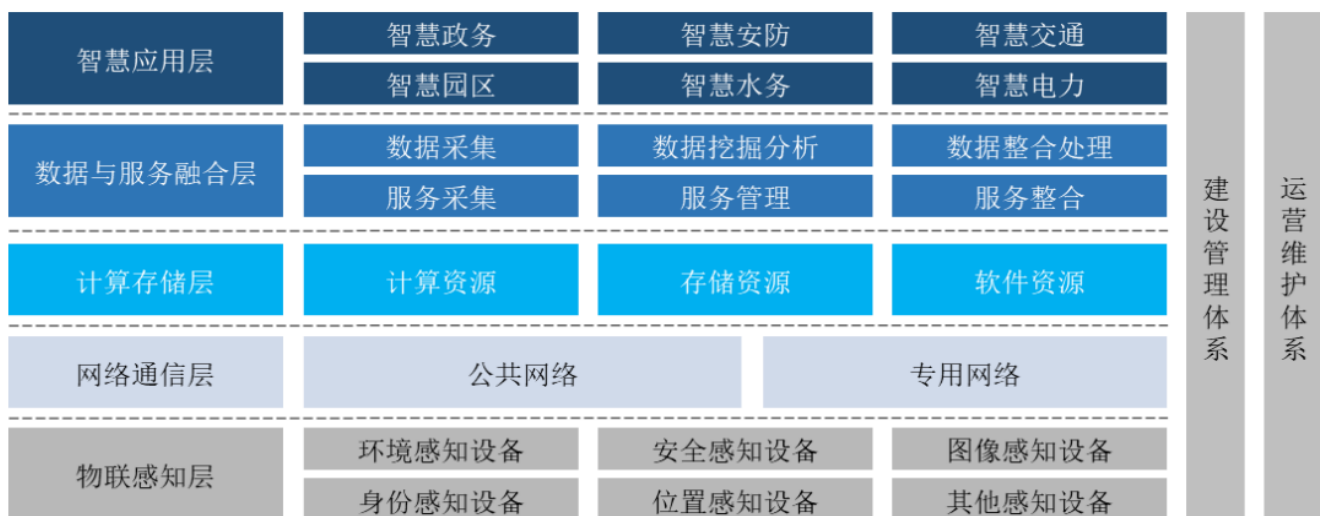 智慧应用层
智慧政务
智慧安防
智慧交通
智慧园区
智慧水务
智慧电力
数据与服务融合层
数据采集
数据挖掘分析
数据整合处理
服务采集
服务管理
服务整合
计算存储层
计算资源
存储资源
软件资源
网络通信层
公共网络
专用网络
物联感知层
环境感知设备
安全感知设备
图像感知设备
身份感知设备
位置感知设备
其他感知设备
建设管理体系
运营维护体系